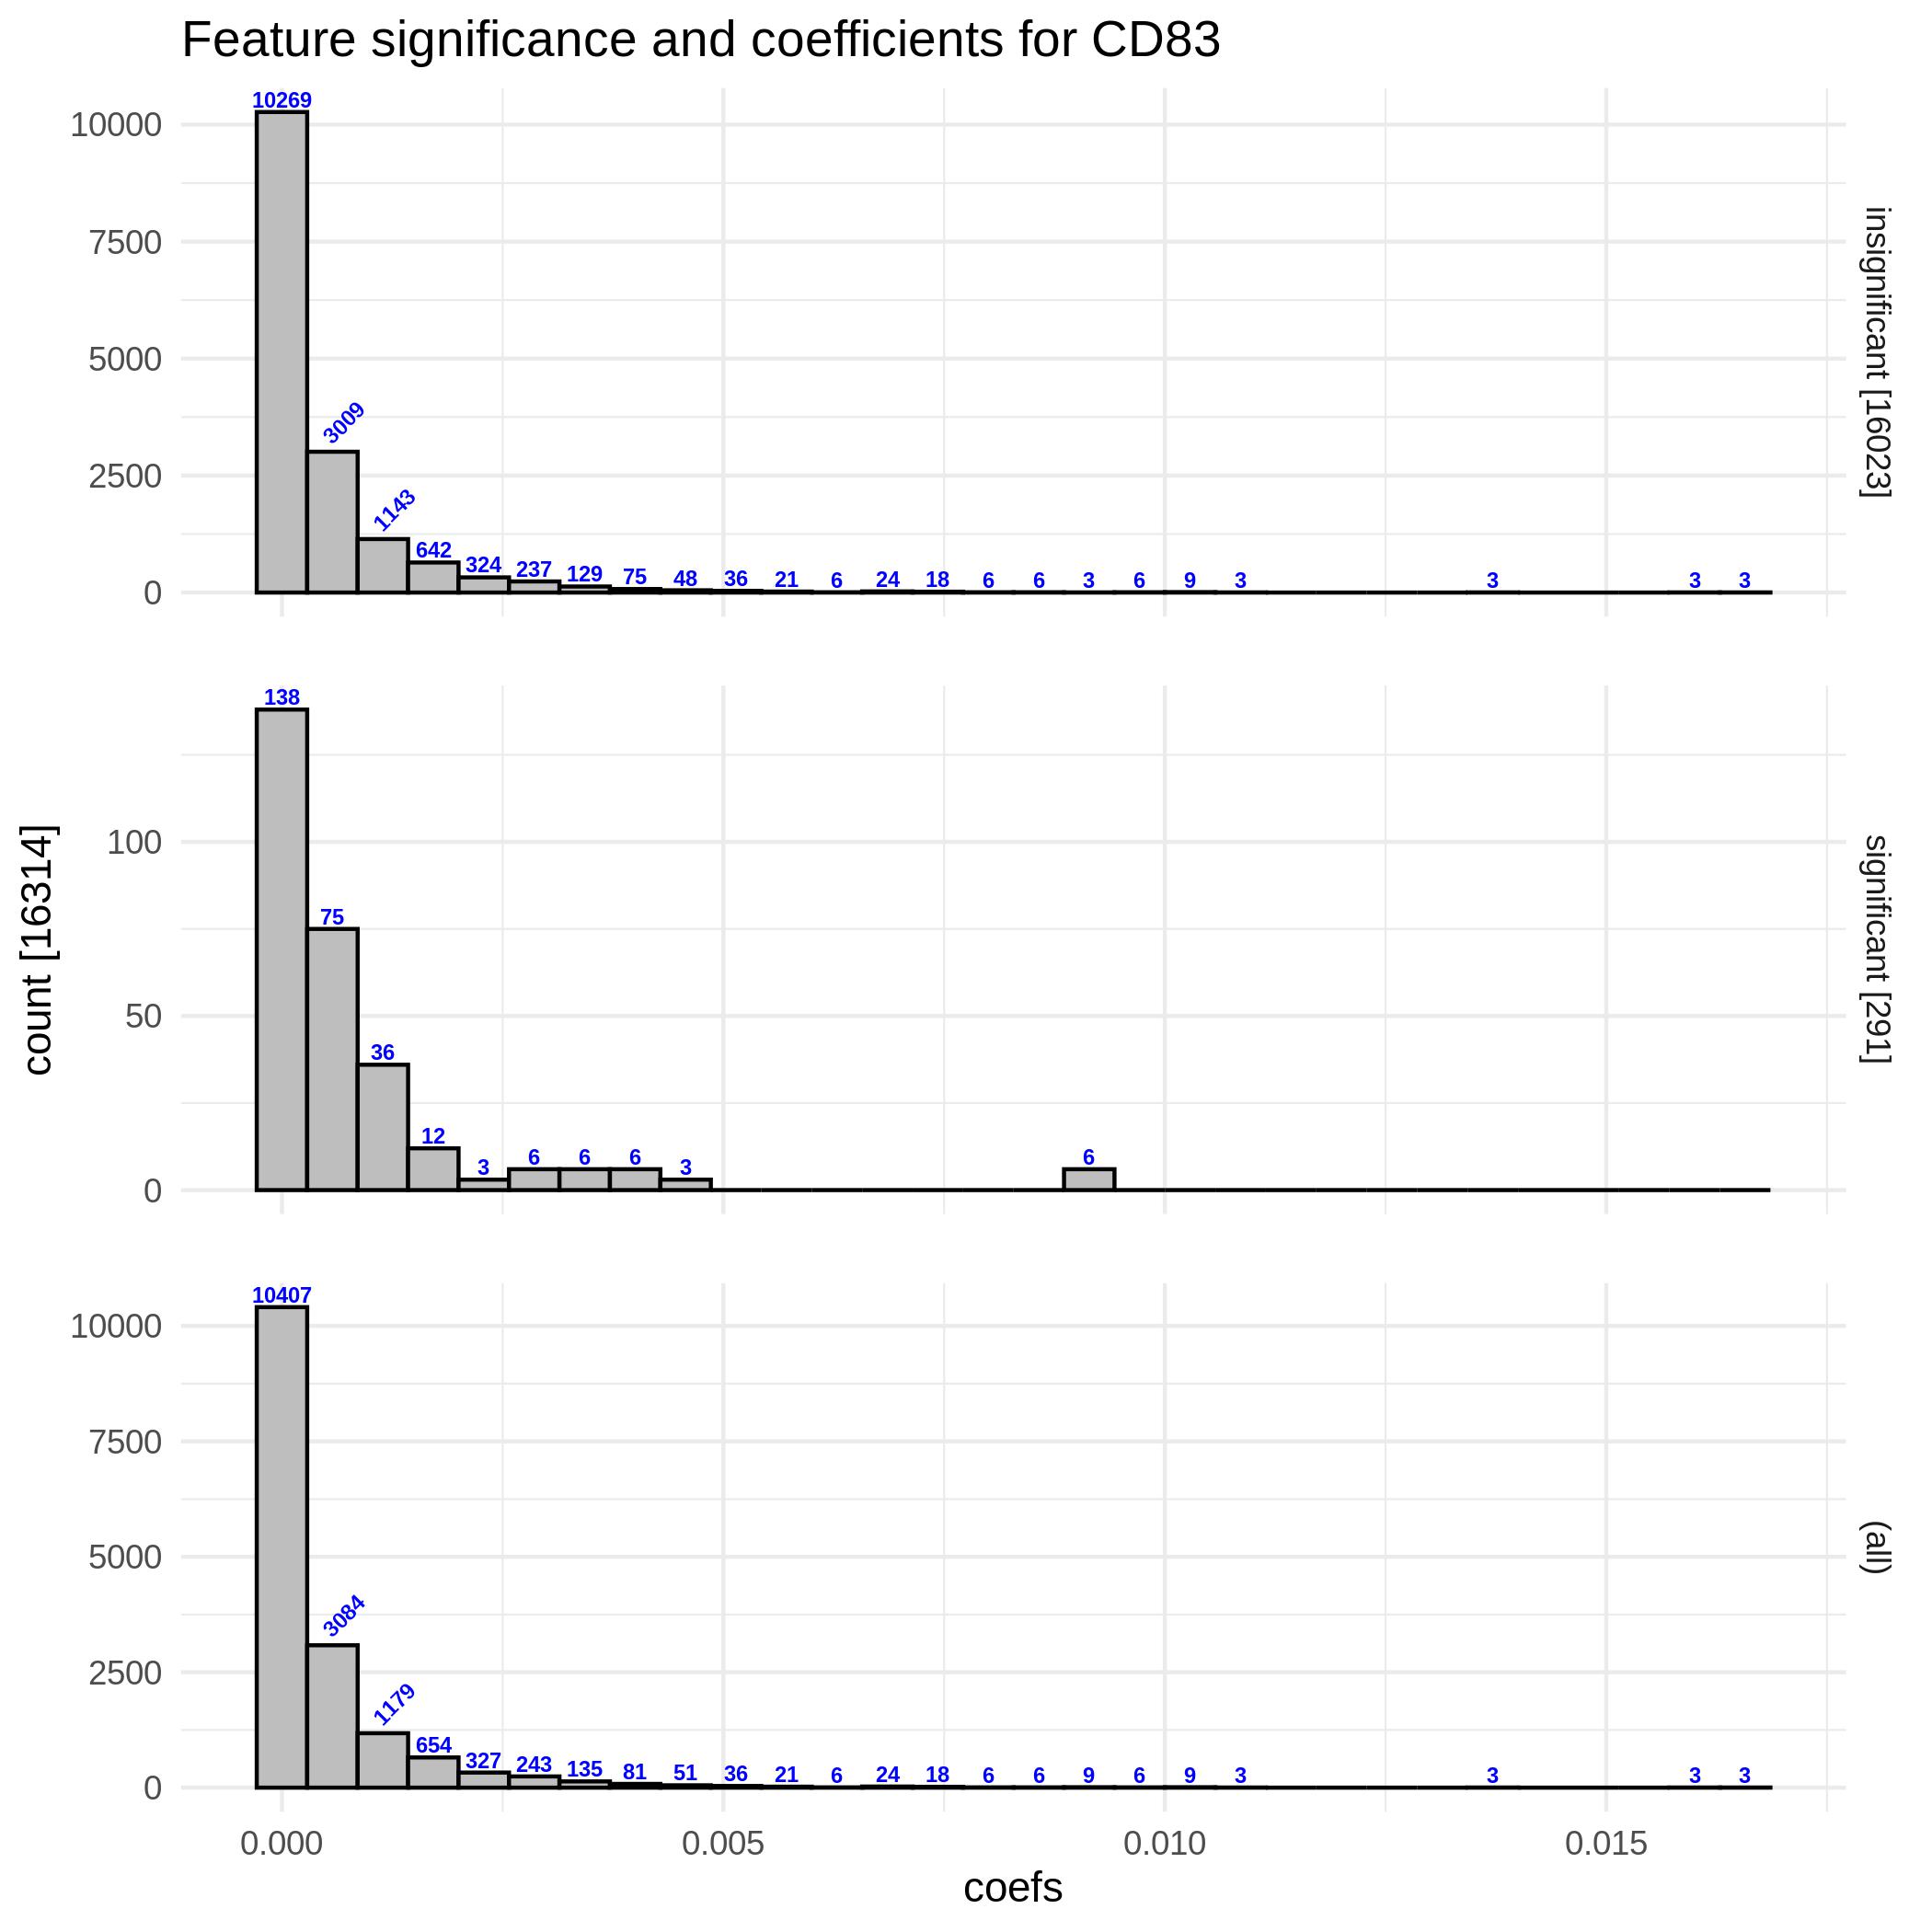 Feature significance and coefficients for CD83
10269
10000
7500
5000
2500
0
3009
1143
642 324 237 129 75 48 36 21 6 24 18 6 6 3 6 9 3 3 3 3
insignificant [16023]
138
100
50
0
75
36
12 3 6 6 6 3 6
significant [291]
count [16314]
10407
10000
7500
5000
2500
0
3084
1179
654 327 243 135 81 51 36 21 6 24 18 6 6 9 6 9 3 3 3 3
(all)
0.000 0.005 0.010 0.015
coefs